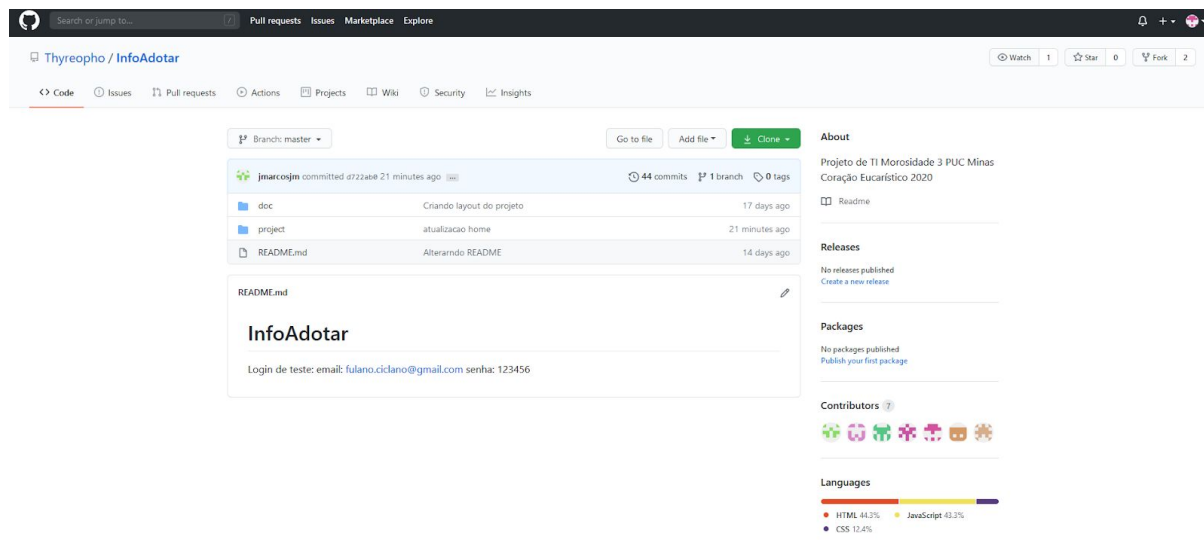 Search or jump to... / Pull requests Issues Marketplace Explore
Thyreopho / InfoAdotar
Watch 1 Star 0 Fork 2
Code Issues Pull requests Actions Projects Wiki Security Insights
Branch: master Go to file Add file Clone
jmarcosjm committed d722ab0 21 minutes ago ... 44 commits 1 branch 0 tags
doc Criando layout do projeto 17 days ago
project atualizacao home 21 minutes ago
README.md Alterarndo README 14 days ago
README.md
InfoAdotar
Login de teste: email: fulano.ciclano@gmail.com senha: 123456
About
Projeto de TI Morosidade 3 PUC Minas
Coração Eucarístico 2020
Readme
Releases
No releases published
Create a new release
Packages
No packages published
Publish your first package
Contributors 7
Languages
HTML 44.3% JavaScript 43.3%
CSS 12.4%